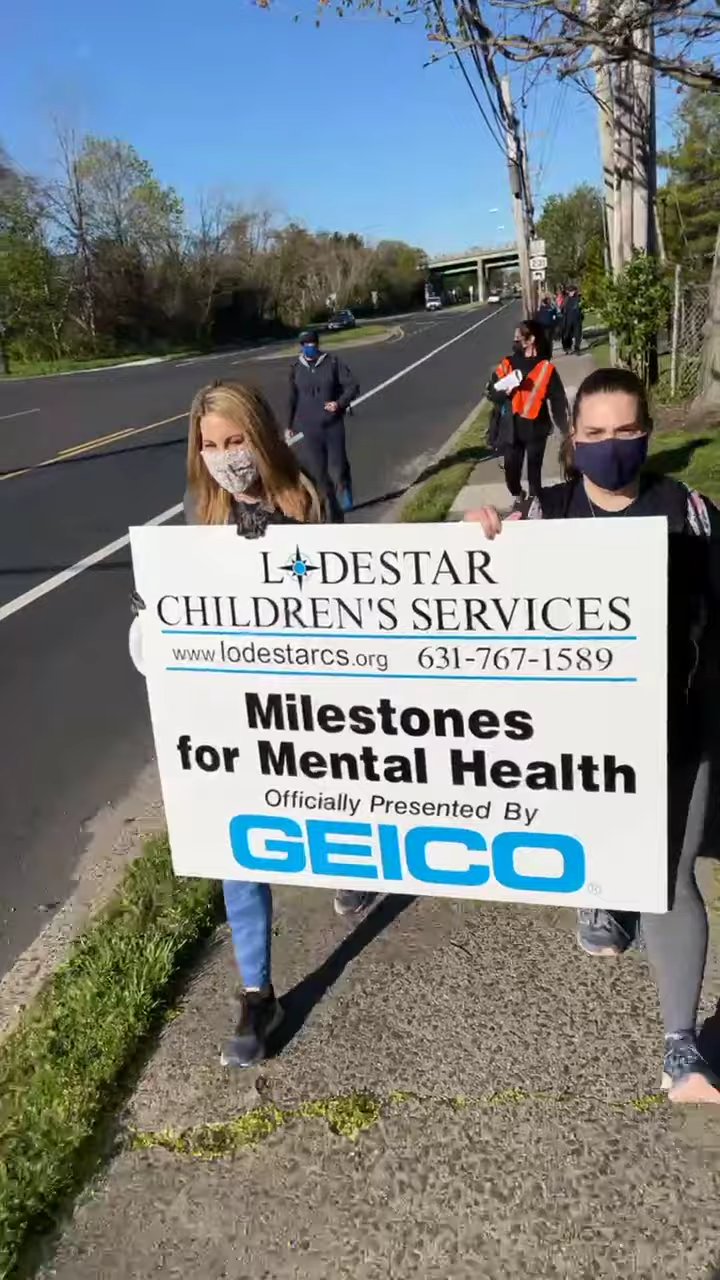 LODESTAR
CHILDREN'S SERVICES
www.lodestarcs.org 631-767-1589
Milestones
for Mental Health
Officially Presented By
GEICO®